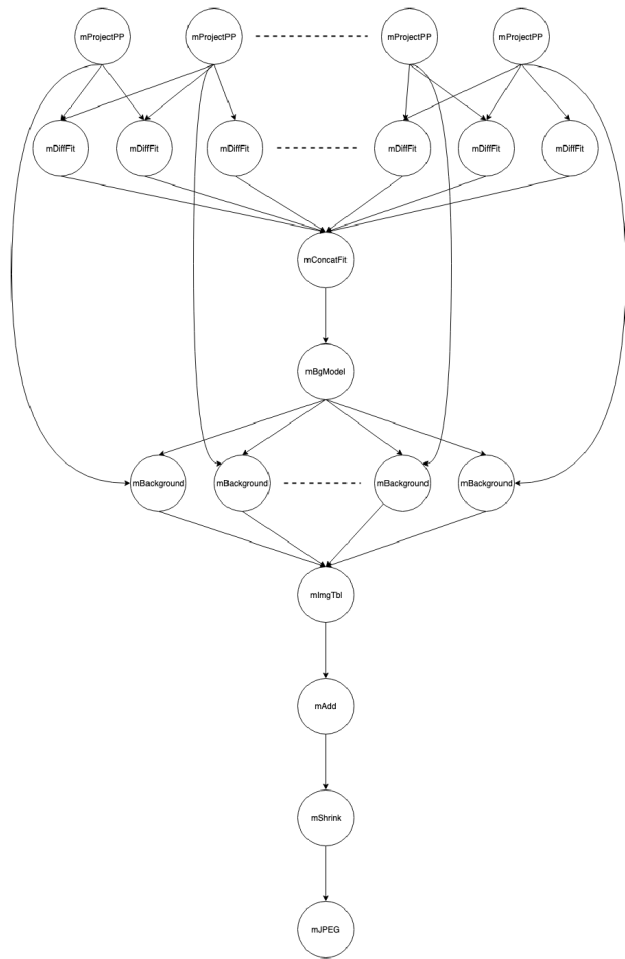 mProjectPP
mProjectPP
mProjectPP
mProjectPP
mDiffFit
mDiffFit
mDiffFit
mDiffFit
mDiffFit
mDiffFit
mConcatFit
mBgModel
mBackground
mBackground
mBackground
mBackground
mImgTbl
mAdd
mShrink
mJPEG